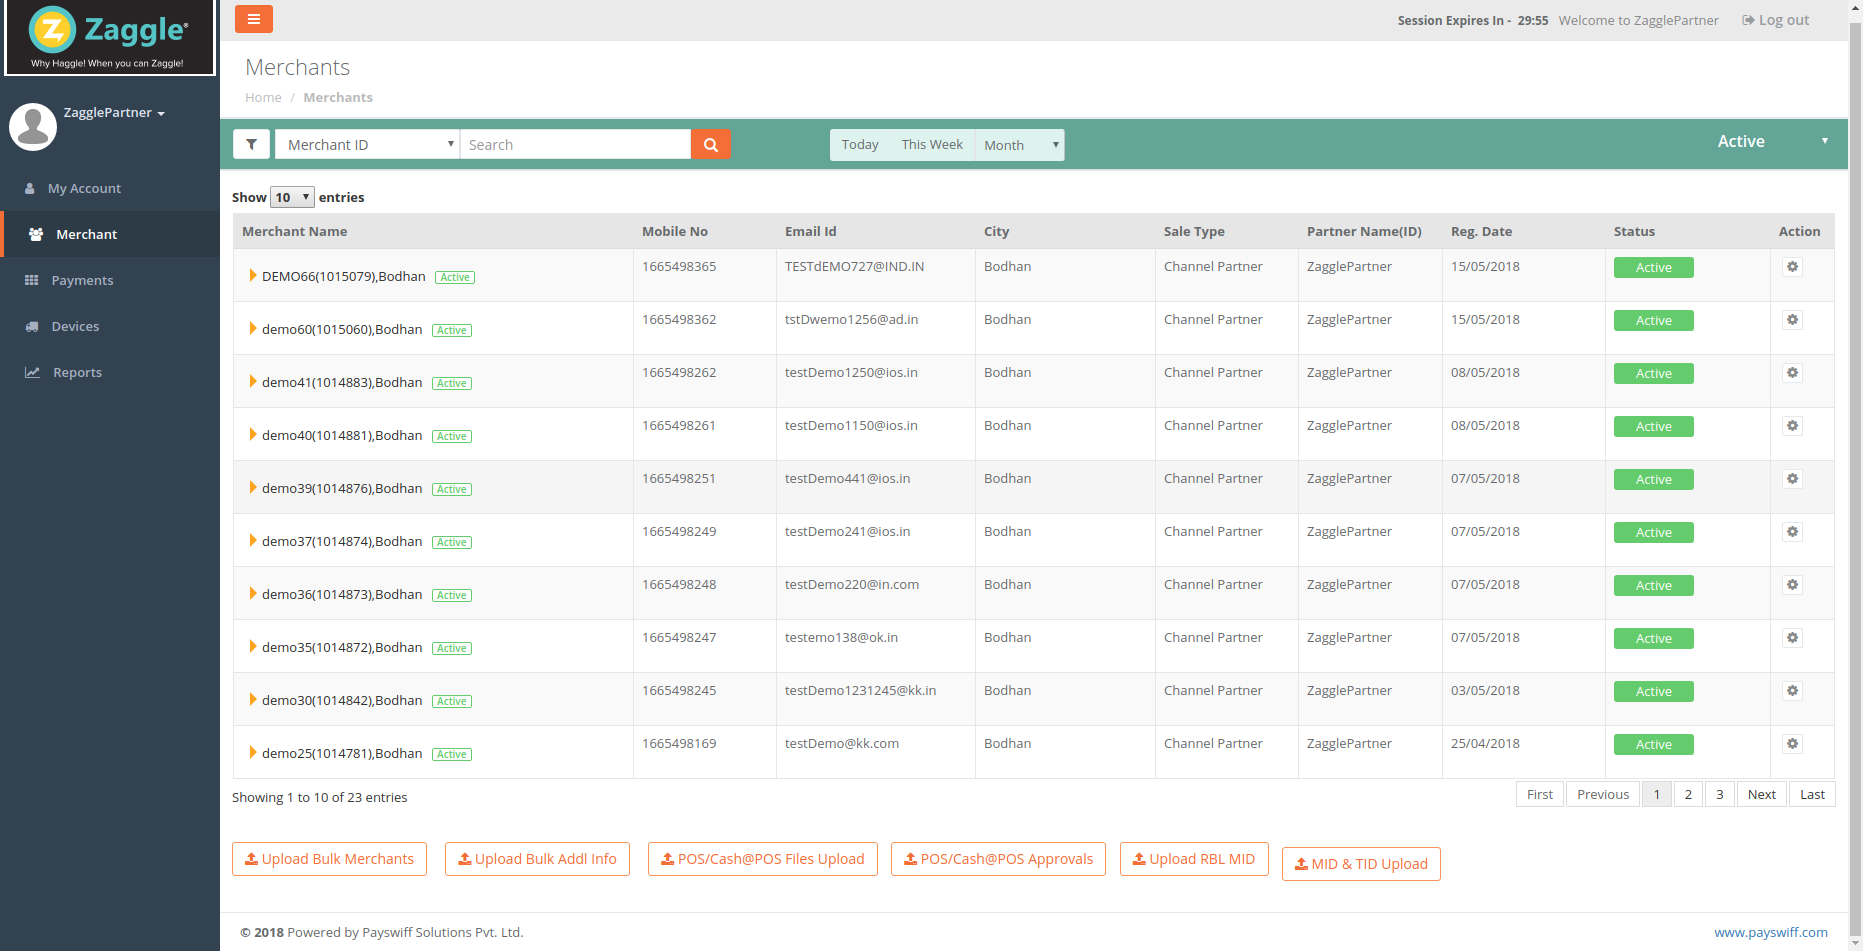 Zaggle®
Why Haggle! When you can Zaggle!
Session Expires In - 29:55 Welcome to ZagglePartner Log out
ZagglePartner
My Account
Merchant
Payments
Devices
Reports
Merchants
Home / Merchants
Merchant ID Search Today This Week Month Active
Show 10 entries
Merchant Name Mobile No Email Id City Sale Type Partner Name(ID) Reg. Date Status Action
DEMO66(1015079),Bodhan Active 1665498365 TESTdEMO727@IND.IN Bodhan Channel Partner ZagglePartner 15/05/2018 Active
demo60(1015060),Bodhan Active 1665498362 tstDwemo1256@ad.in Bodhan Channel Partner ZagglePartner 15/05/2018 Active
demo41(1014883),Bodhan Active 1665498262 testDemo1250@ios.in Bodhan Channel Partner ZagglePartner 08/05/2018 Active
demo40(1014881),Bodhan Active 1665498261 testDemo1150@ios.in Bodhan Channel Partner ZagglePartner 08/05/2018 Active
demo39(1014876),Bodhan Active 1665498251 testDemo441@ios.in Bodhan Channel Partner ZagglePartner 07/05/2018 Active
demo37(1014874),Bodhan Active 1665498249 testDemo241@ios.in Bodhan Channel Partner ZagglePartner 07/05/2018 Active
demo36(1014873),Bodhan Active 1665498248 testDemo220@in.com Bodhan Channel Partner ZagglePartner 07/05/2018 Active
demo35(1014872),Bodhan Active 1665498247 testemo138@ok.in Bodhan Channel Partner ZagglePartner 07/05/2018 Active
demo30(1014842),Bodhan Active 1665498245 testDemo1231245@kk.in Bodhan Channel Partner ZagglePartner 03/05/2018 Active
demo25(1014781),Bodhan Active 1665498169 testDemo@kk.com Bodhan Channel Partner ZagglePartner 25/04/2018 Active
Showing 1 to 10 of 23 entries First Previous 1 2 3 Next Last
Upload Bulk Merchants Upload Bulk Addl Info POS/Cash@POS Files Upload POS/Cash@POS Approvals Upload RBL MID MID & TID Upload
© 2018 Powered by Payswiff Solutions Pvt. Ltd. www.payswiff.com